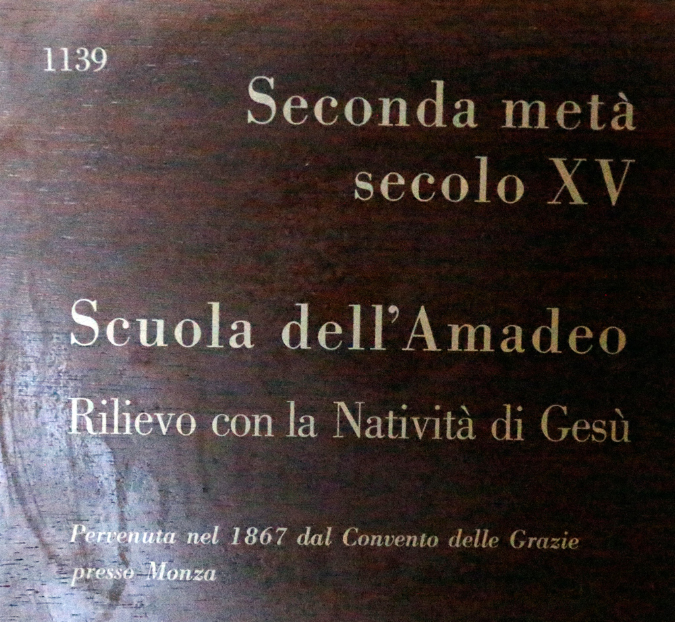 1139
Seconda metà
secolo XV
Scuola dell'Amadeo
Rilievo con la Natività di Gesù
Pervenuta nel 1867 dal Convento delle Grazie
presso Monza